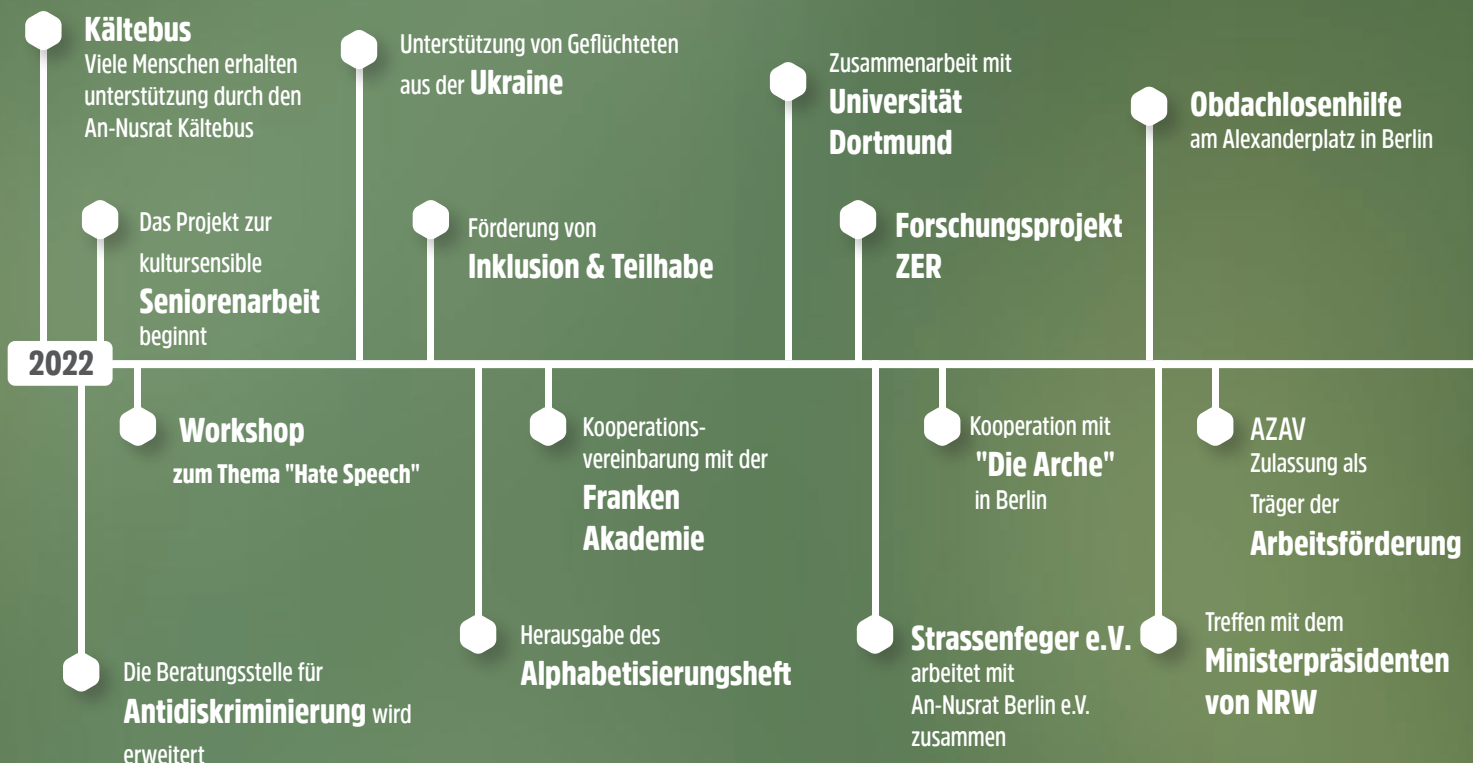 Kältebus
Viele Menschen erhalten
unterstützung durch den
An-Nusrat Kältebus
Unterstützung von Geflüchteten
aus der Ukraine
Zusammenarbeit mit
Universität
Dortmund
Obdachlosenhilfe
am Alexanderplatz in Berlin
Das Projekt zur
kultursensible
Seniorenarbeit
beginnt
Förderung von
Inklusion & Teilhabe
Forschungsprojekt
ZER
2022
Workshop
zum Thema "Hate Speech"
Kooperations-
vereinbarung mit der
Franken
Akademie
Kooperation mit
"Die Arche"
in Berlin
AZAV
Zulassung als
Träger der
Arbeitsförderung
Die Beratungsstelle für
Antidiskriminierung wird
erweitert
Herausgabe des
Alphabetisierungsheft
Strassenfeger e.V.
arbeitet mit
An-Nusrat Berlin e.V.
zusammen
Treffen mit dem
Ministerpräsidenten
von NRW